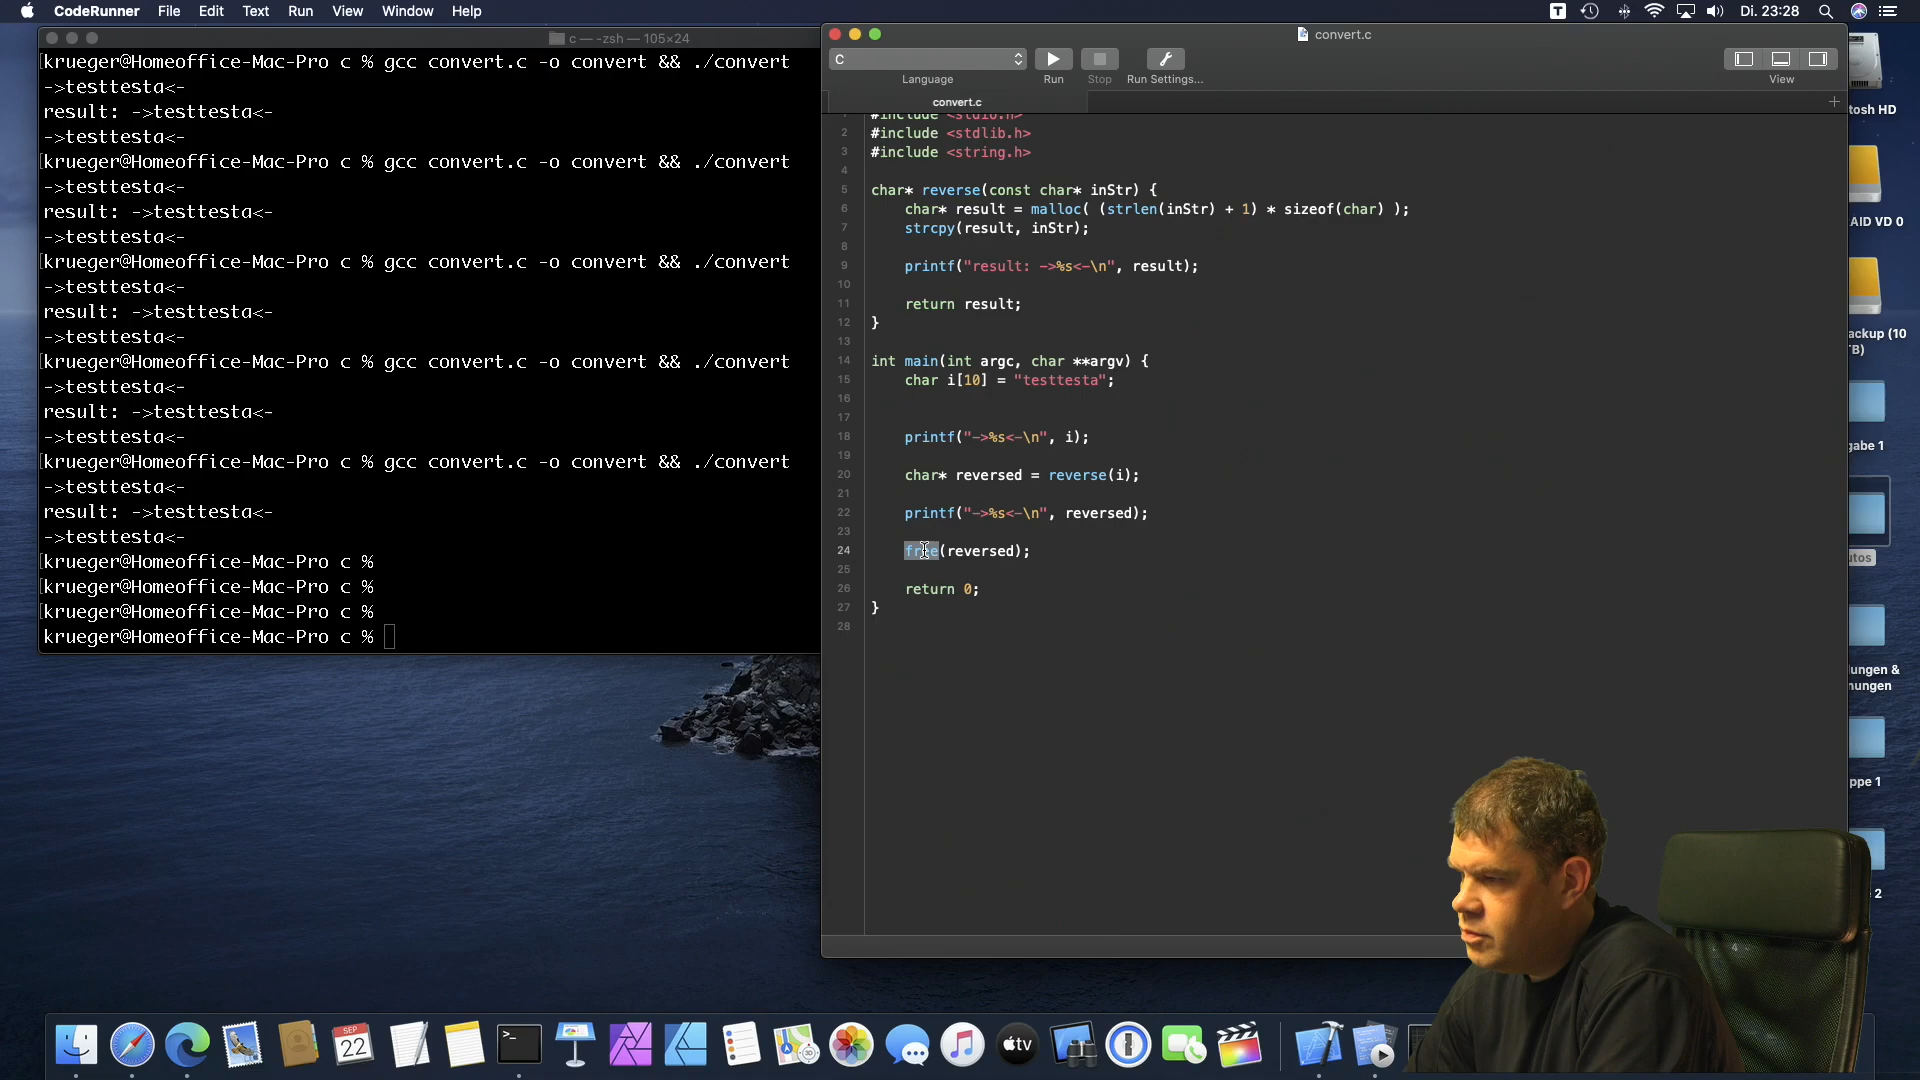 CodeRunner File Edit Text Run View Window Help
Di. 23:28
c — -zsh — 105×24
[krueger@Homeoffice-Mac-Pro c % gcc convert.c -o convert && ./convert
->testtesta<-
result: ->testtesta<-
->testtesta<-
[krueger@Homeoffice-Mac-Pro c % gcc convert.c -o convert && ./convert
->testtesta<-
result: ->testtesta<-
->testtesta<-
[krueger@Homeoffice-Mac-Pro c % gcc convert.c -o convert && ./convert
->testtesta<-
result: ->testtesta<-
->testtesta<-
[krueger@Homeoffice-Mac-Pro c % gcc convert.c -o convert && ./convert
->testtesta<-
result: ->testtesta<-
->testtesta<-
[krueger@Homeoffice-Mac-Pro c % gcc convert.c -o convert && ./convert
->testtesta<-
result: ->testtesta<-
->testtesta<-
[krueger@Homeoffice-Mac-Pro c %
[krueger@Homeoffice-Mac-Pro c %
[krueger@Homeoffice-Mac-Pro c %
krueger@Homeoffice-Mac-Pro c %
convert.c
C
Language Run Stop Run Settings... View
convert.c
1 #include <stdio.h>
2 #include <stdlib.h>
3 #include <string.h>
4
5 char* reverse(const char* inStr) {
6 char* result = malloc( (strlen(inStr) + 1) * sizeof(char) );
7 strcpy(result, inStr);
8
9 printf("result: ->%s<-\n", result);
10
11 return result;
12 }
13
14 int main(int argc, char **argv) {
15 char i[10] = "testtesta";
16
17
18 printf("->%s<-\n", i);
19
20 char* reversed = reverse(i);
21
22 printf("->%s<-\n", reversed);
23
24 free(reversed);
25
26 return 0;
27 }
28
tosh HD
AID VD 0
ackup (10
TB)
gabe 1
utos
ungen &
nungen
ppe 1
2
SEP
22
tv